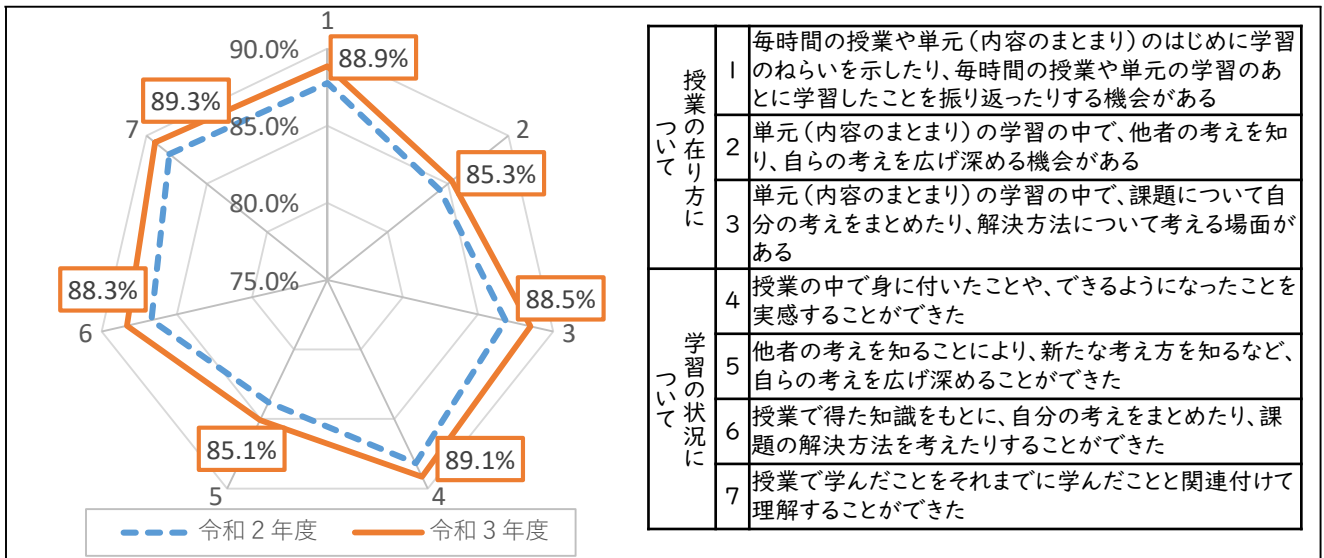 1
90.0%
88.9%
89.3%
7
85.0%
2
85.3%
80.0%
75.0%
88.3%
6
88.5%
3
85.1%
89.1%
5
4
令和2年度
令和3年度
授業の在り方に
ついて
1
毎時間の授業や単元(内容のまとまり)のはじめに学習
のねらいを示したり、毎時間の授業や単元の学習のあ
とに学習したことを振り返ったりする機会がある
2
単元(内容のまとまり)の学習の中で、他者の考えを知
り、自らの考えを広げ深める機会がある
3
単元(内容のまとまり)の学習の中で、課題について自
分の考えをまとめたり、解決方法について考える場面が
ある
学習の状況に
ついて
4
授業の中で身に付いたことや、できるようになったことを
実感することができた
5
他者の考えを知ることにより、新たな考え方を知るなど、
自らの考えを広げ深めることができた
6
授業で得た知識をもとに、自分の考えをまとめたり、課
題の解決方法を考えたりすることができた
7
授業で学んだことをそれまでに学んだことと関連付けて
理解することができた